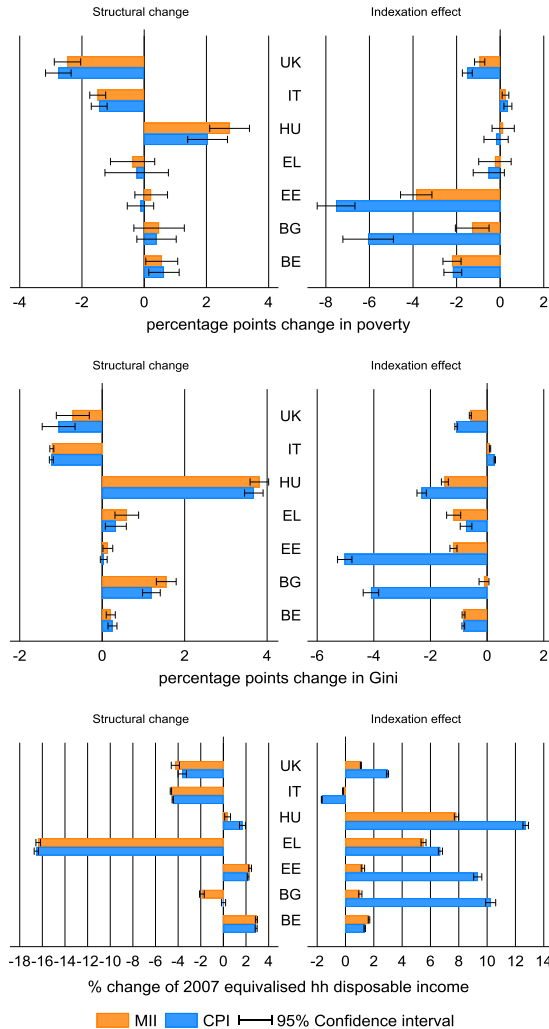 Structural change Indexation effect
UK
IT
HU
EL
EE
BG
BE
-4 -2 0 2 4 -8 -6 -4 -2 0 2
percentage points change in poverty
Structural change Indexation effect
UK
IT
HU
EL
EE
BG
BE
-2 0 2 4 -6 -4 -2 0 2
percentage points change in Gini
Structural change Indexation effect
UK
IT
HU
EL
EE
BG
BE
-18 -16 -14 -12 -10 -8 -6 -4 -2 0 2 4 -2 0 2 4 6 8 10 12 14
% change of 2007 equivalised hh disposable income
MII CPI 95% Confidence interval